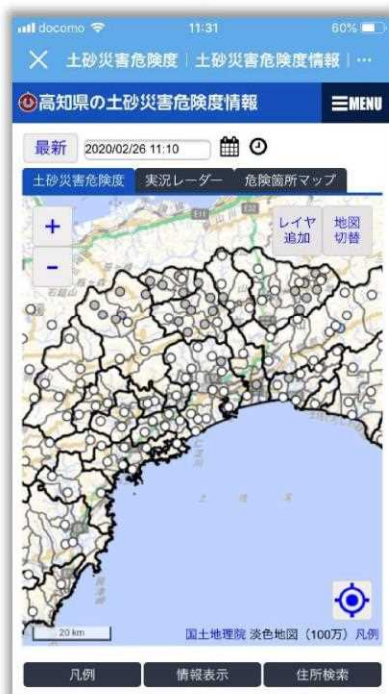 docomo 11:31 60%
土砂災害危険度 | 土砂災害危険度情報 | …
高知県の土砂災害危険度情報 MENU
最新 2020/02/26 11:10
土砂災害危険度 実況レーダー 危険箇所マップ
+ レイヤ追加 地図切替
−
E11 E32
土佐湾
20 km 国土地理院 淡色地図(100万) 凡例
凡例 情報表示 住所検索